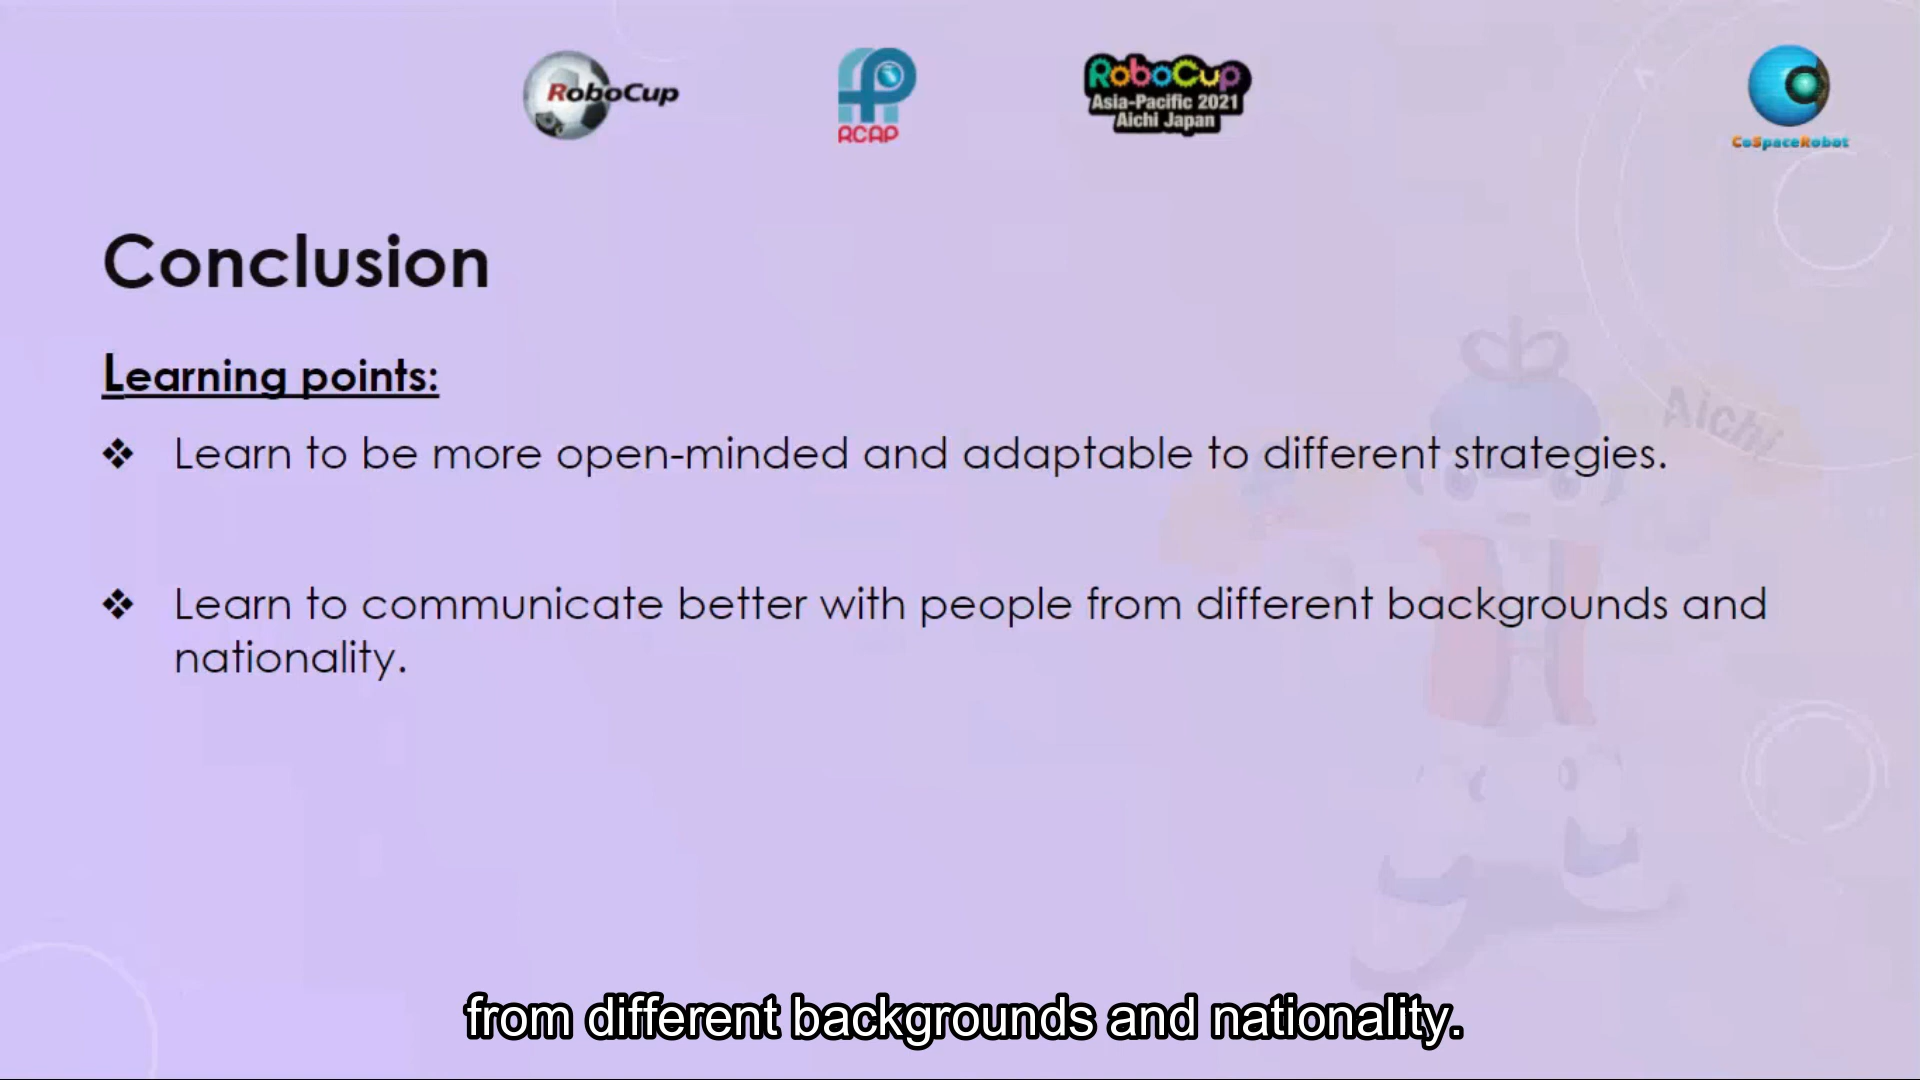 RoboCup
RCAP
RoboCup
Asia-Pacific 2021
Aichi Japan
CoSpaceRobot
Conclusion
Learning points:
Aichi
❖ Learn to be more open-minded and adaptable to different strategies.
❖ Learn to communicate better with people from different backgrounds and
nationality.
from different backgrounds and nationality.